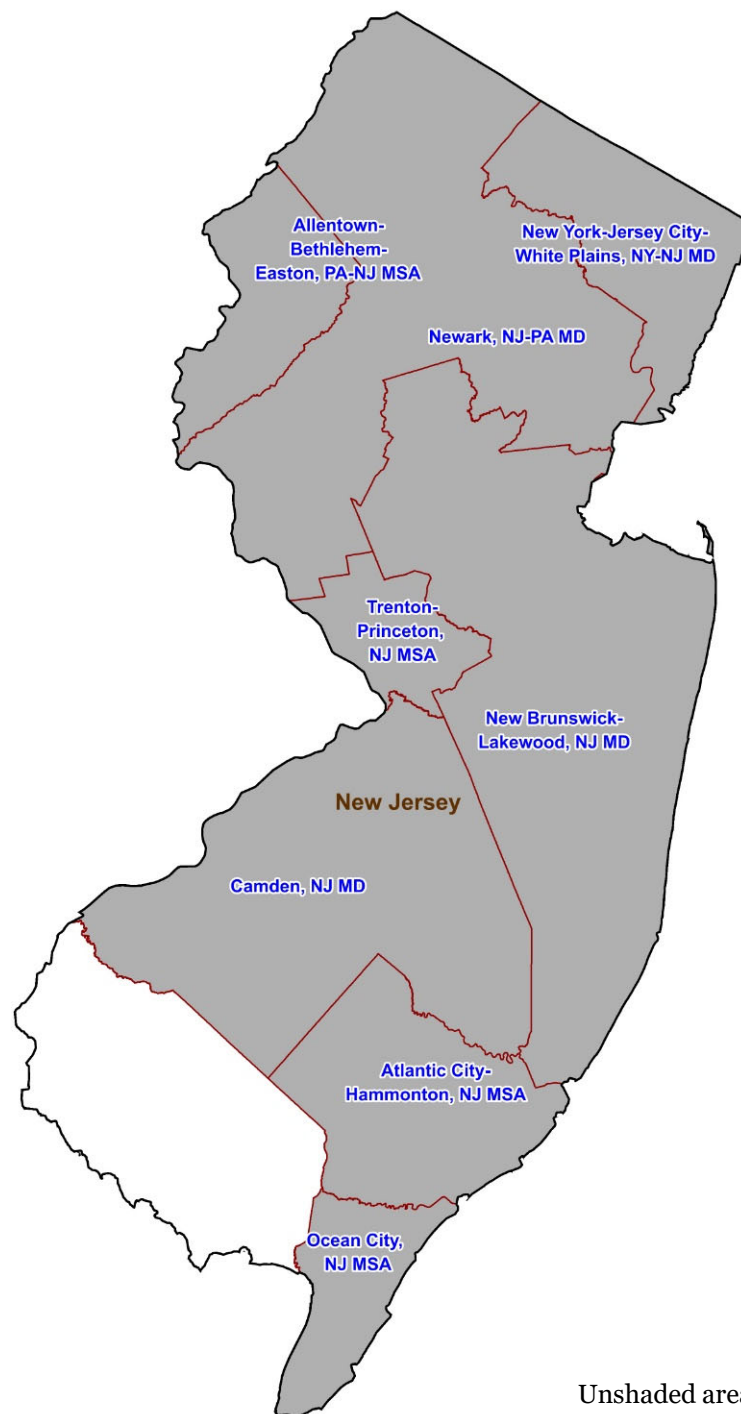 Allentown-
Bethlehem-
Easton, PA-NJ MSA
New York-Jersey City-
White Plains, NY-NJ MD
Newark, NJ-PA MD
Trenton-
Princeton,
NJ MSA
New Brunswick-
Lakewood, NJ MD
New Jersey
Camden, NJ MD
Atlantic City-
Hammonton, NJ MSA
Ocean City,
NJ MSA
Unshaded area